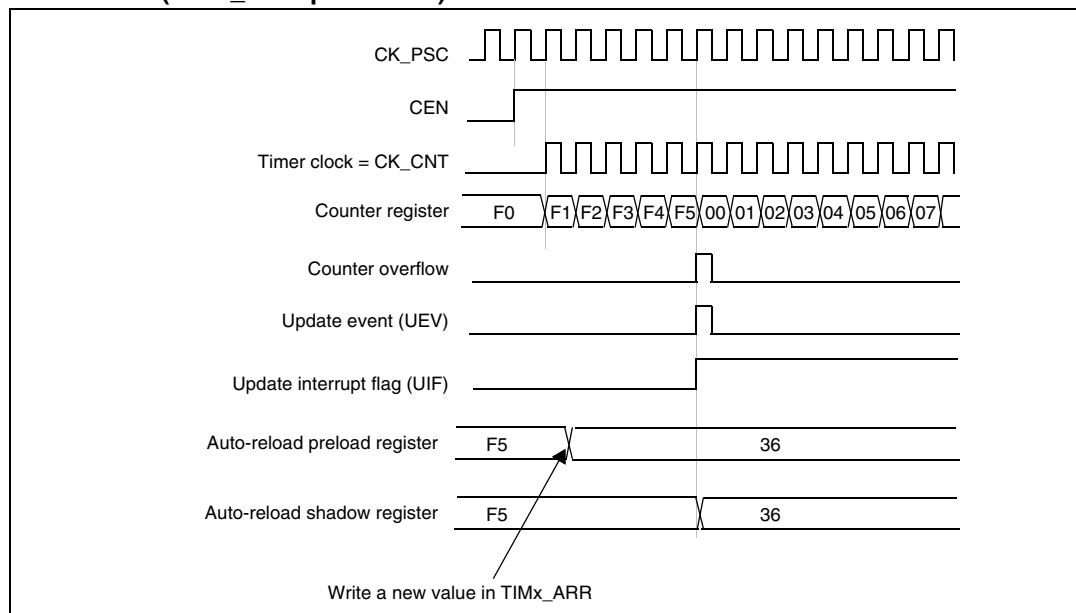 CK_PSC
CEN
Timer clock = CK_CNT
Counter register F0 F1 F2 F3 F4 F5 00 01 02 03 04 05 06 07
Counter overflow
Update event (UEV)
Update interrupt flag (UIF)
Auto-reload preload register F5 36
Auto-reload shadow register F5 36
Write a new value in TIMx_ARR